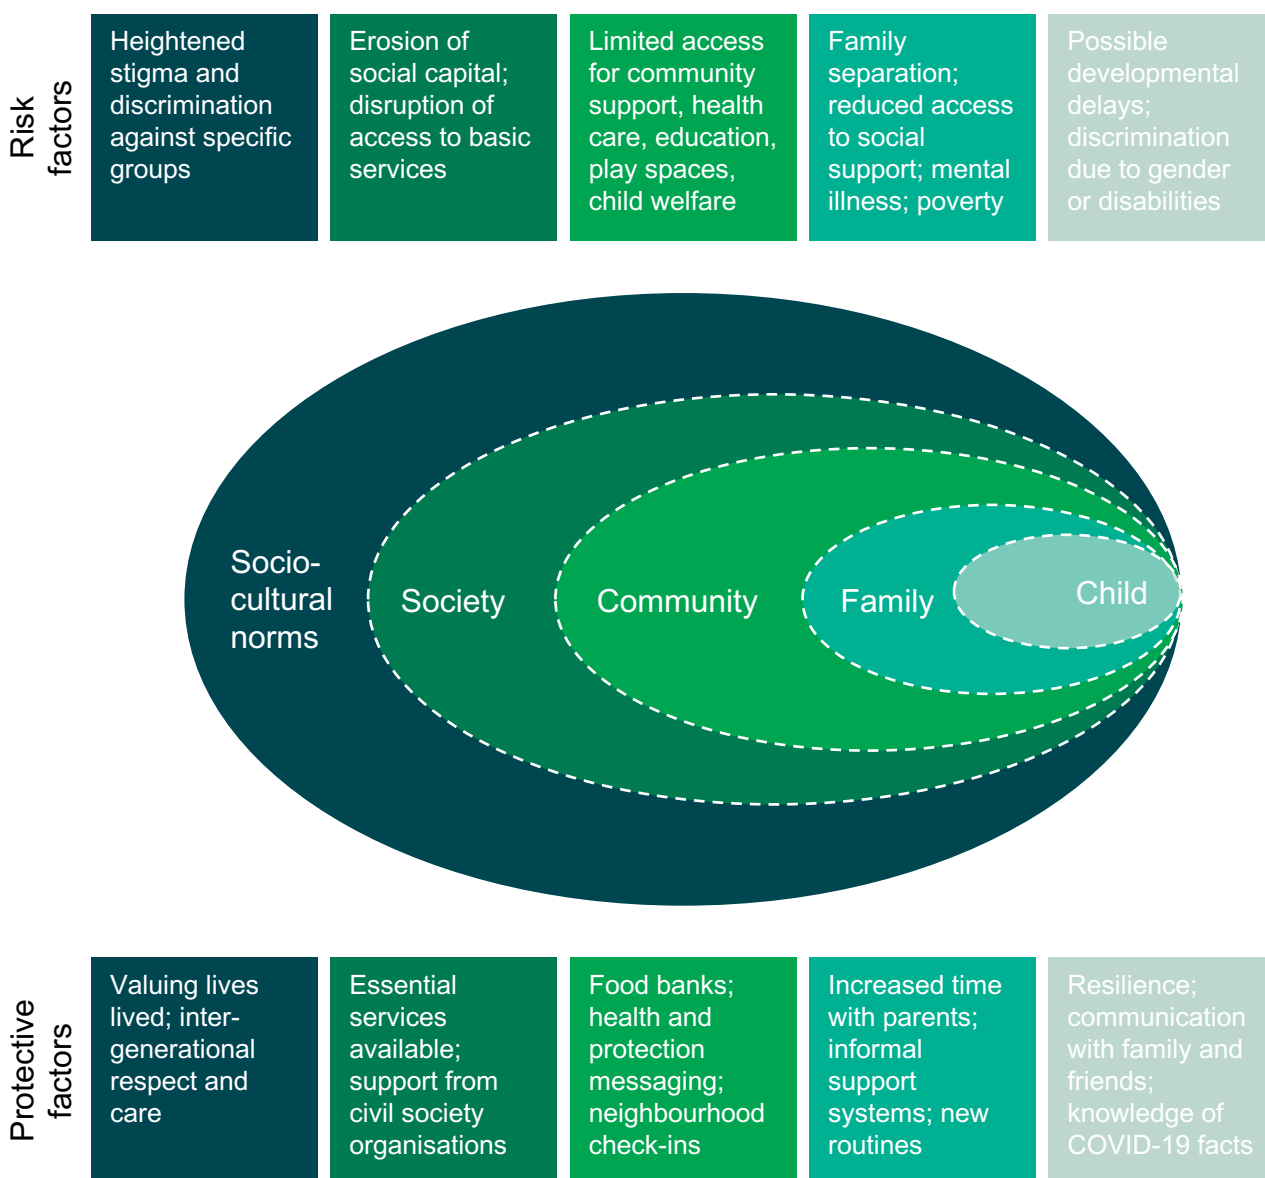 Risk
factors
Heightened
stigma and
discrimination
against specific
groups
Erosion of
social capital;
disruption of
access to basic
services
Limited access
for community
support, health
care, education,
play spaces,
child welfare
Family
separation;
reduced access
to social
support; mental
illness; poverty
Possible
developmental
delays;
discrimination
due to gender
or disabilities
Socio-
cultural
norms
Society
Community
Family
Child
Protective
factors
Valuing lives
lived; inter-
generational
respect and
care
Essential
services
available;
support from
civil society
organisations
Food banks;
health and
protection
messaging;
neighbourhood
check-ins
Increased time
with parents;
informal
support
systems; new
routines
Resilience;
communication
with family and
friends;
knowledge of
COVID-19 facts